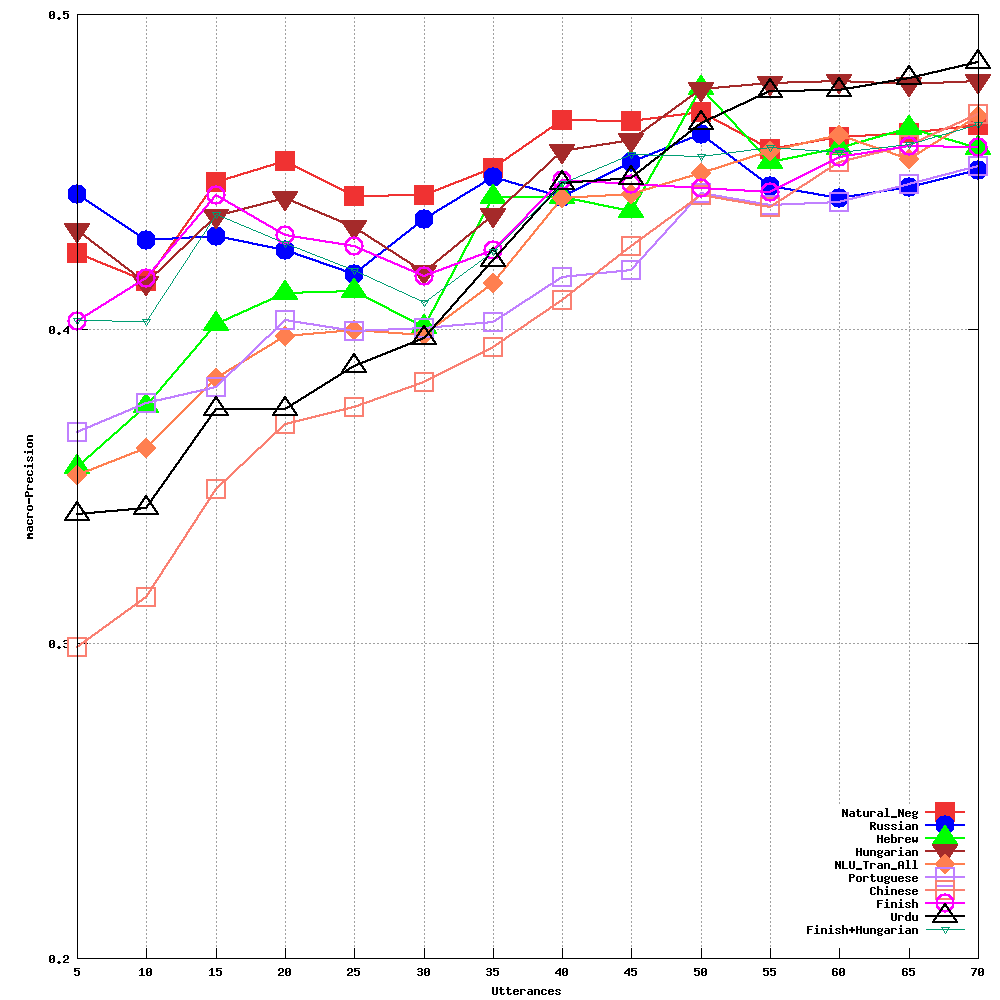 0.5
0.4
0.3
0.2
Macro-Precision
5 10 15 20 25 30 35 40 45 50 55 60 65 70
Utterances
Natural_Neg
Russian
Hebrew
Hungarian
NLU_Tran_All
Portuguese
Chinese
Finish
Urdu
Finish+Hungarian